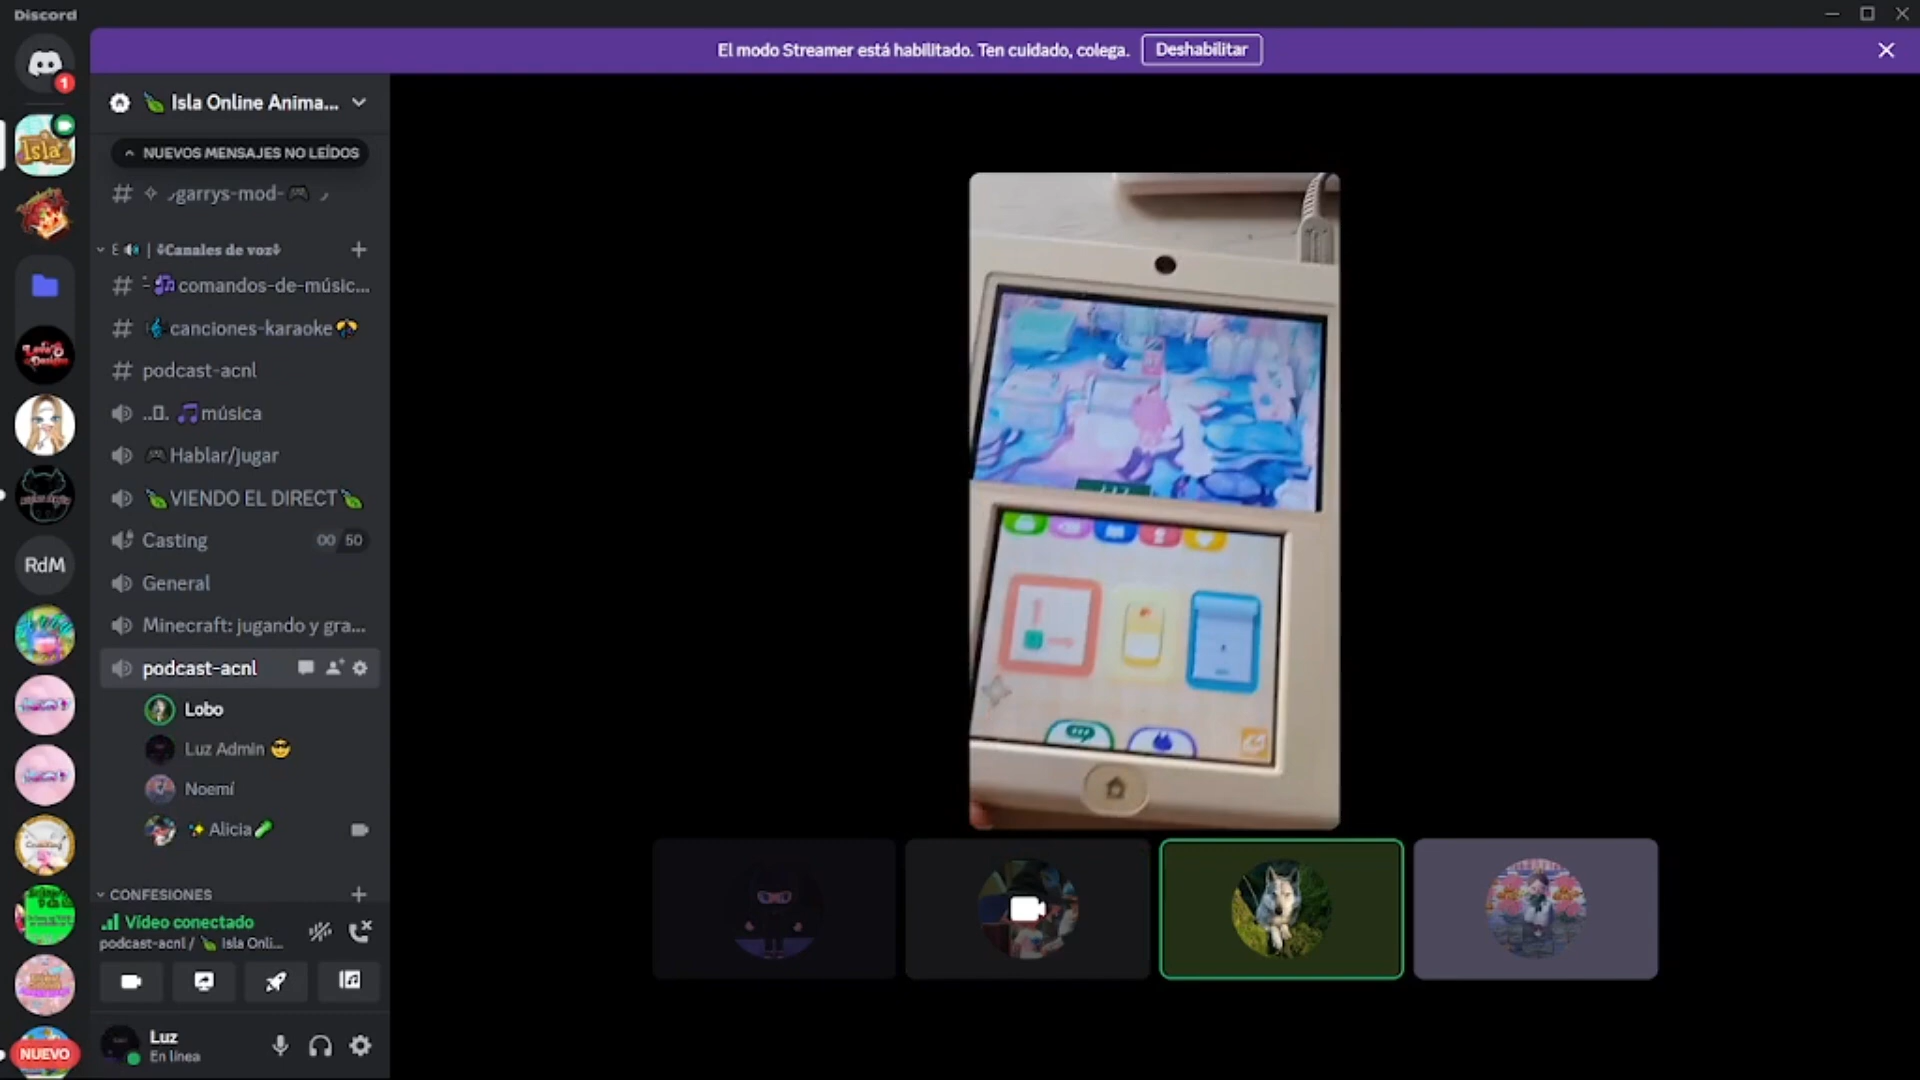 Discord
El modo Streamer está habilitado. Ten cuidado, colega.
Deshabilitar
1
Isla
RdM
NUEVO
Isla Online Anima...
NUEVOS MENSAJES NO LEÍDOS
garrys-mod-
E | Canales de voz
comandos-de-músic...
canciones-karaoke
podcast-acnl
música
Hablar/jugar
VIENDO EL DIRECT
Casting 00 50
General
Minecraft: jugando y gra...
podcast-acnl
Lobo
Luz Admin
Noemí
Alicia
CONFESIONES
Vídeo conectado
podcast-acnl / Isla Onli...
Luz
En línea